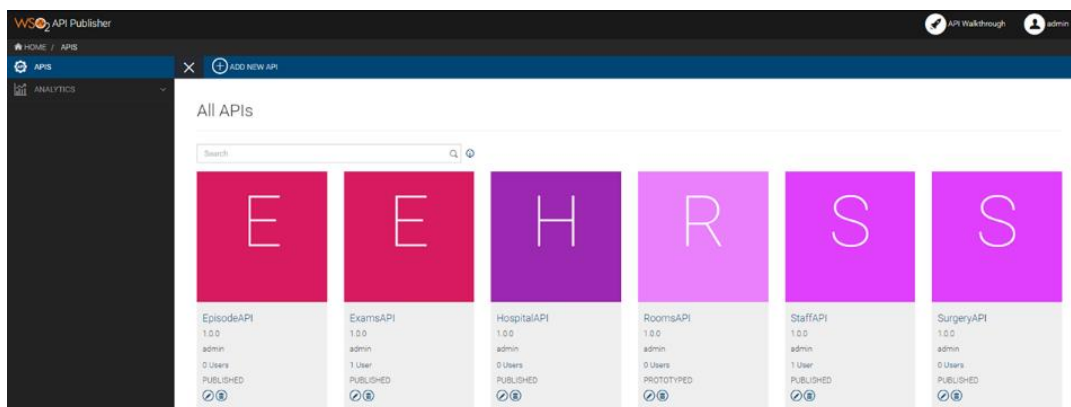 WSO2 API Publisher
API Walkthrough
admin
HOME / APIS
APIS
ADD NEW API
ANALYTICS
All APIs
Search
E
E
H
R
S
S
EpisodeAPI
1.0.0
admin
0 Users
PUBLISHED
ExamsAPI
1.0.0
admin
1 User
PUBLISHED
HospitalAPI
1.0.0
admin
0 Users
PUBLISHED
RoomsAPI
1.0.0
admin
0 Users
PROTOTYPED
StaffAPI
1.0.0
admin
1 User
PUBLISHED
SurgeryAPI
1.0.0
admin
0 Users
PUBLISHED